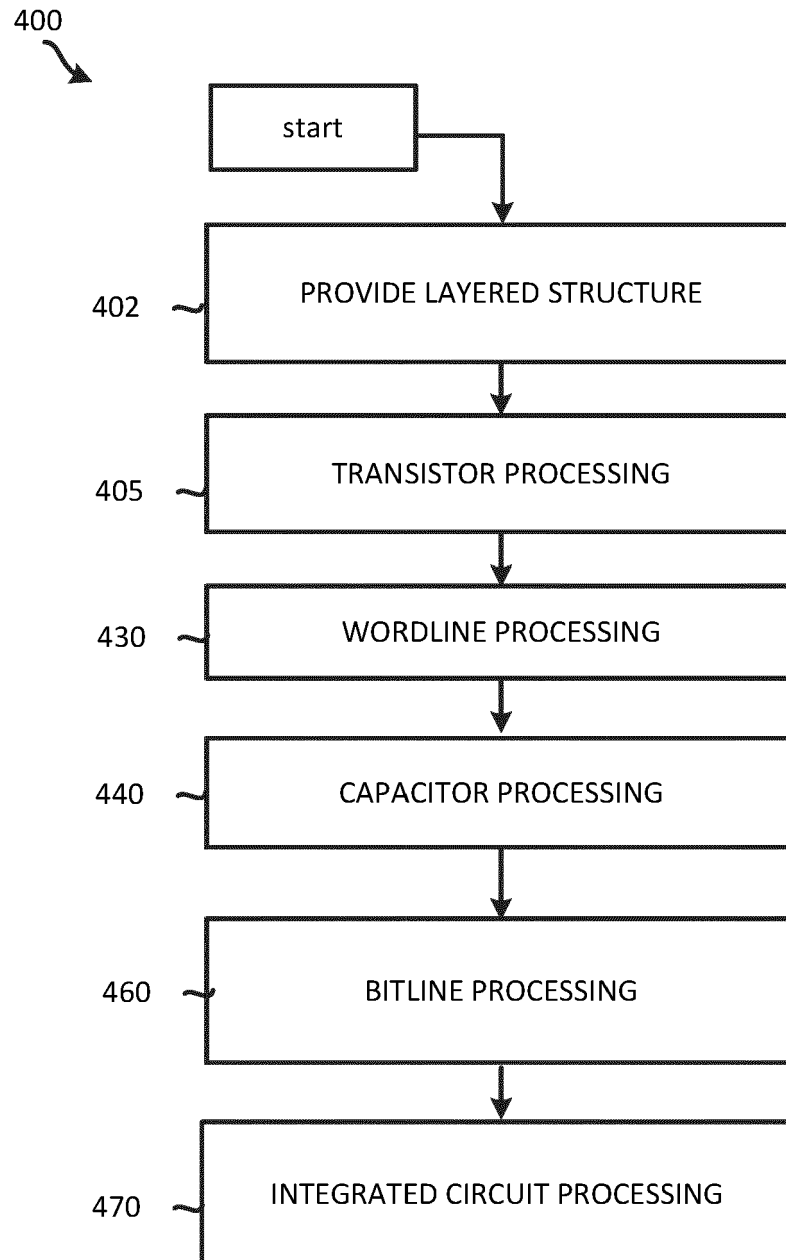 400
start
402
PROVIDE LAYERED STRUCTURE
405
TRANSISTOR PROCESSING
430
WORDLINE PROCESSING
440
CAPACITOR PROCESSING
460
BITLINE PROCESSING
470
INTEGRATED CIRCUIT PROCESSING